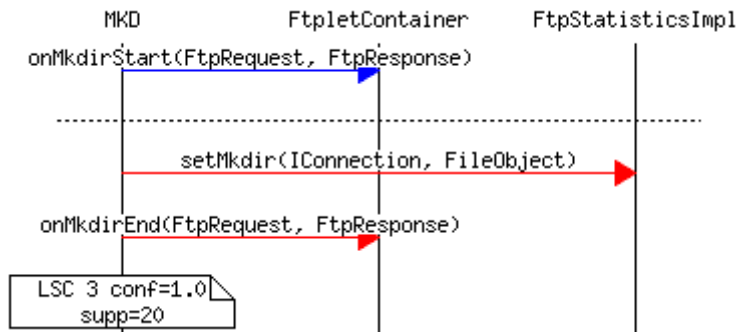 MKD FtpletContainer FtpStatisticsImpl
onMkdirStart(FtpRequest, FtpResponse)
setMkdir(IConnection, FileObject)
onMkdirEnd(FtpRequest, FtpResponse)
LSC 3 conf=1.0
supp=20